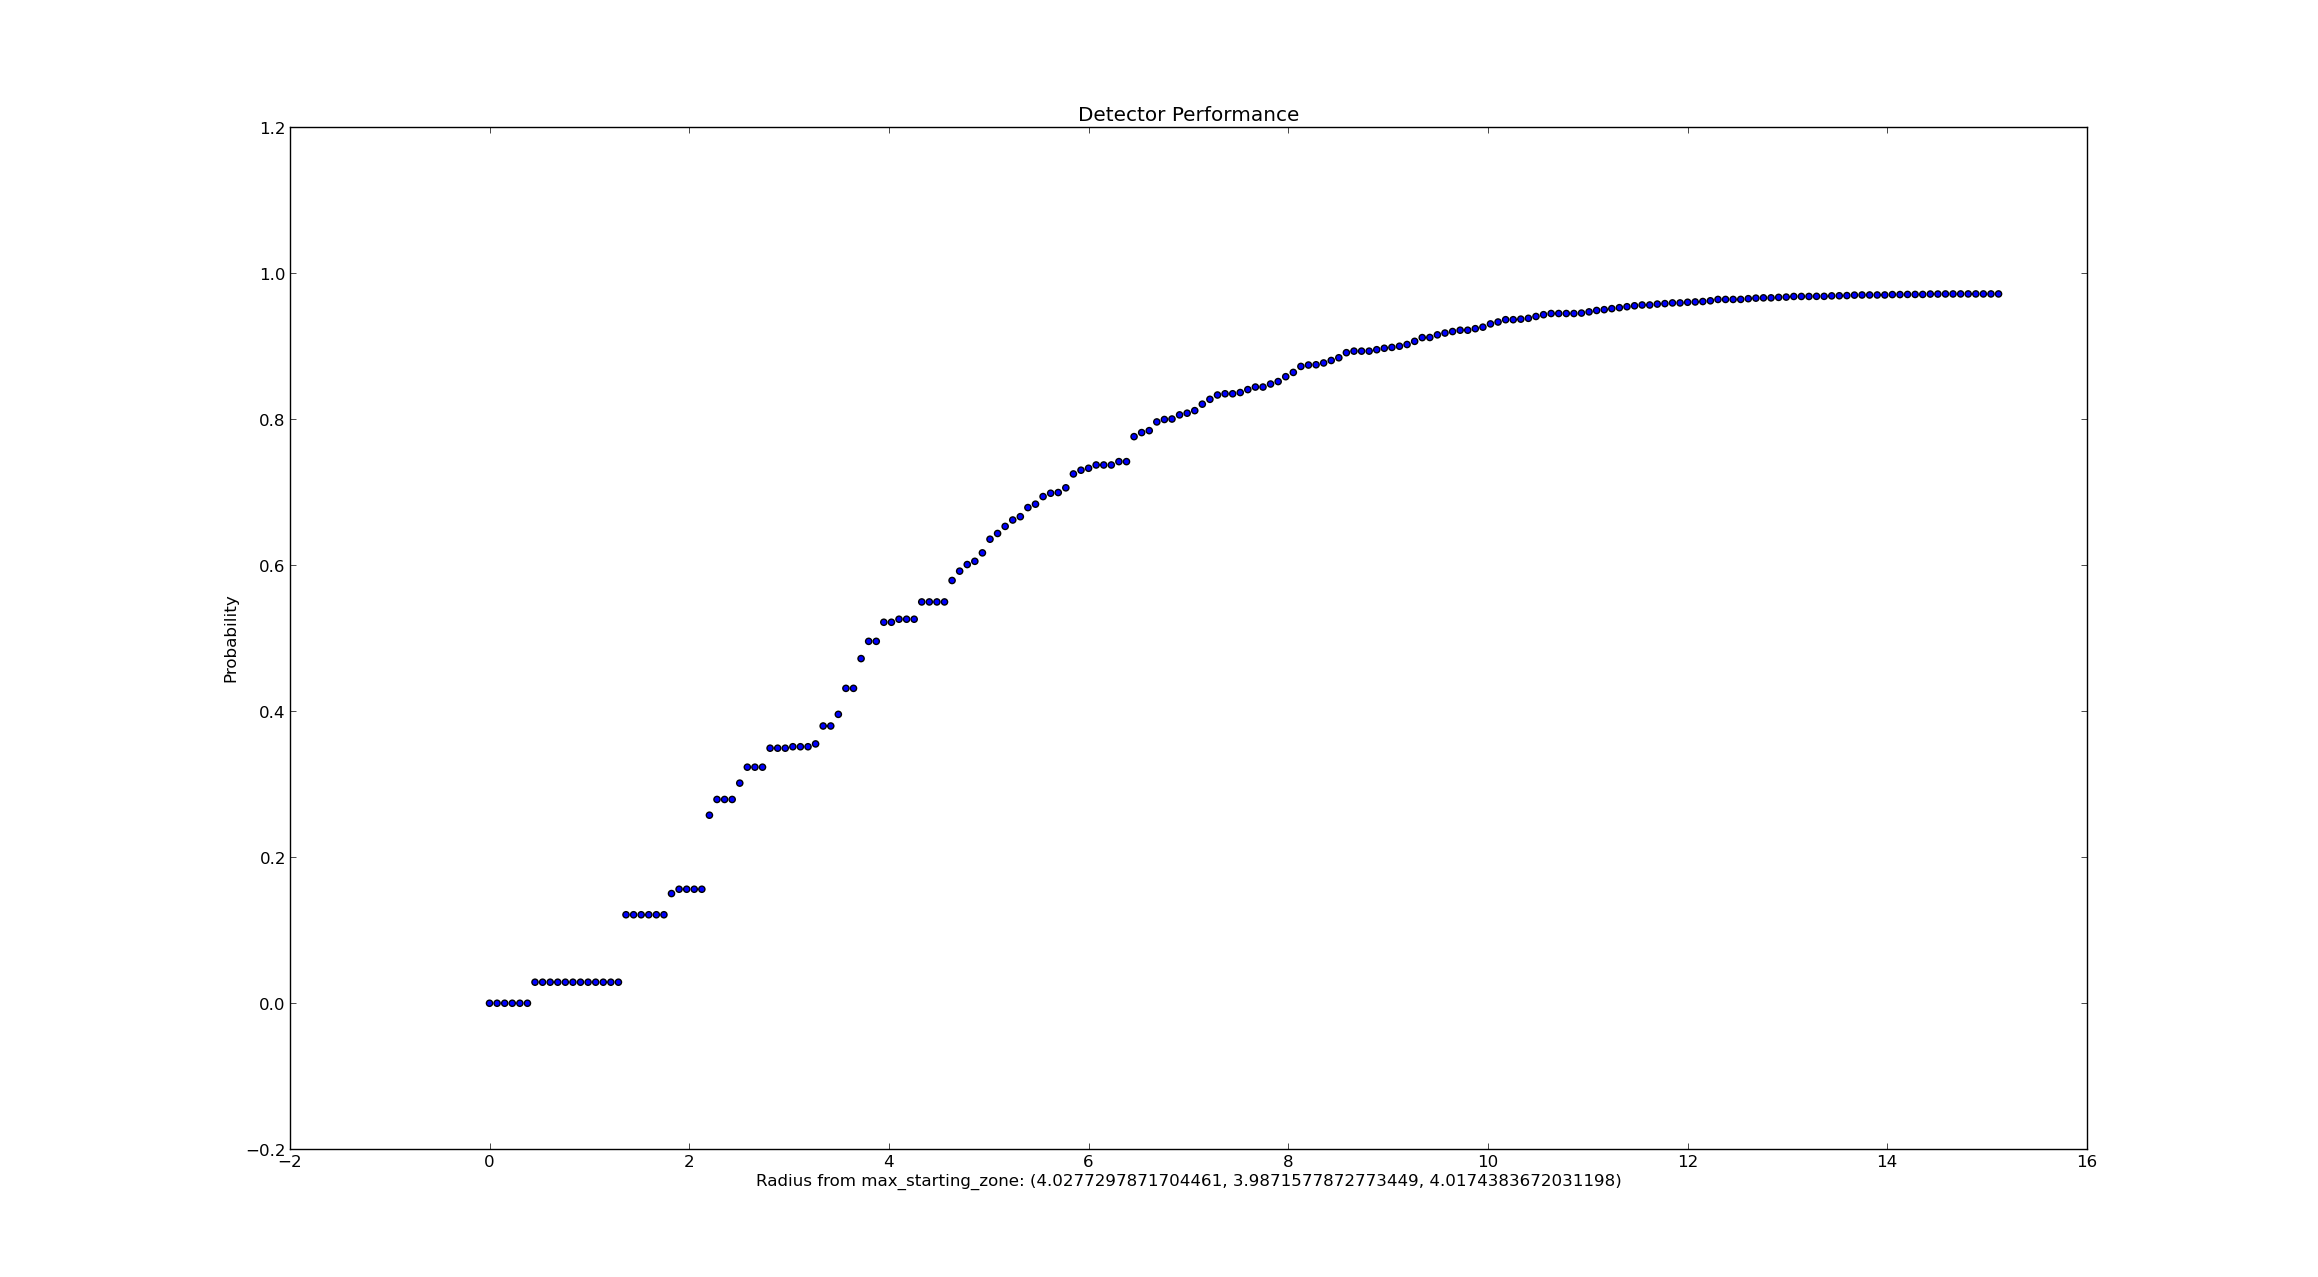 Detector Performance
1.2
1.0
0.8
0.6
0.4
0.2
0.0
−0.2
Probability
−2 0 2 4 6 8 10 12 14 16
Radius from max_starting_zone: (4.0277297871704461, 3.9871577872773449, 4.0174383672031198)